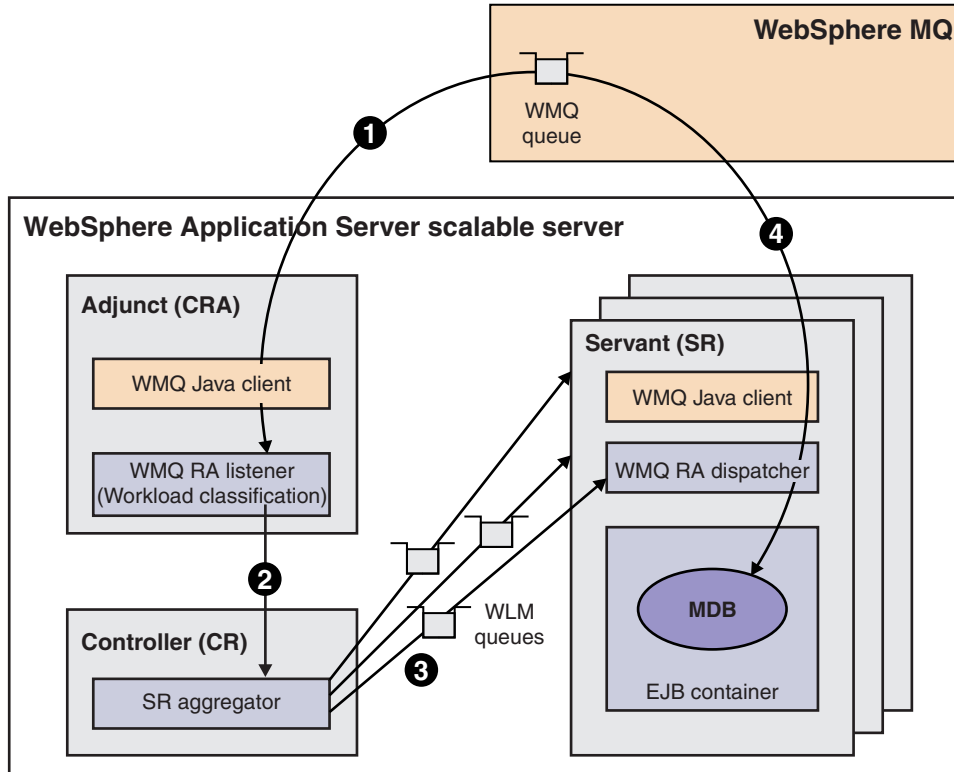 WebSphere MQ
WMQ
queue
1
WebSphere Application Server scalable server
4
Adjunct (CRA)
WMQ Java client
WMQ RA listener
(Workload classification)
2
Controller (CR)
SR aggregator
WLM
queues
3
Servant (SR)
WMQ Java client
WMQ RA dispatcher
MDB
EJB container